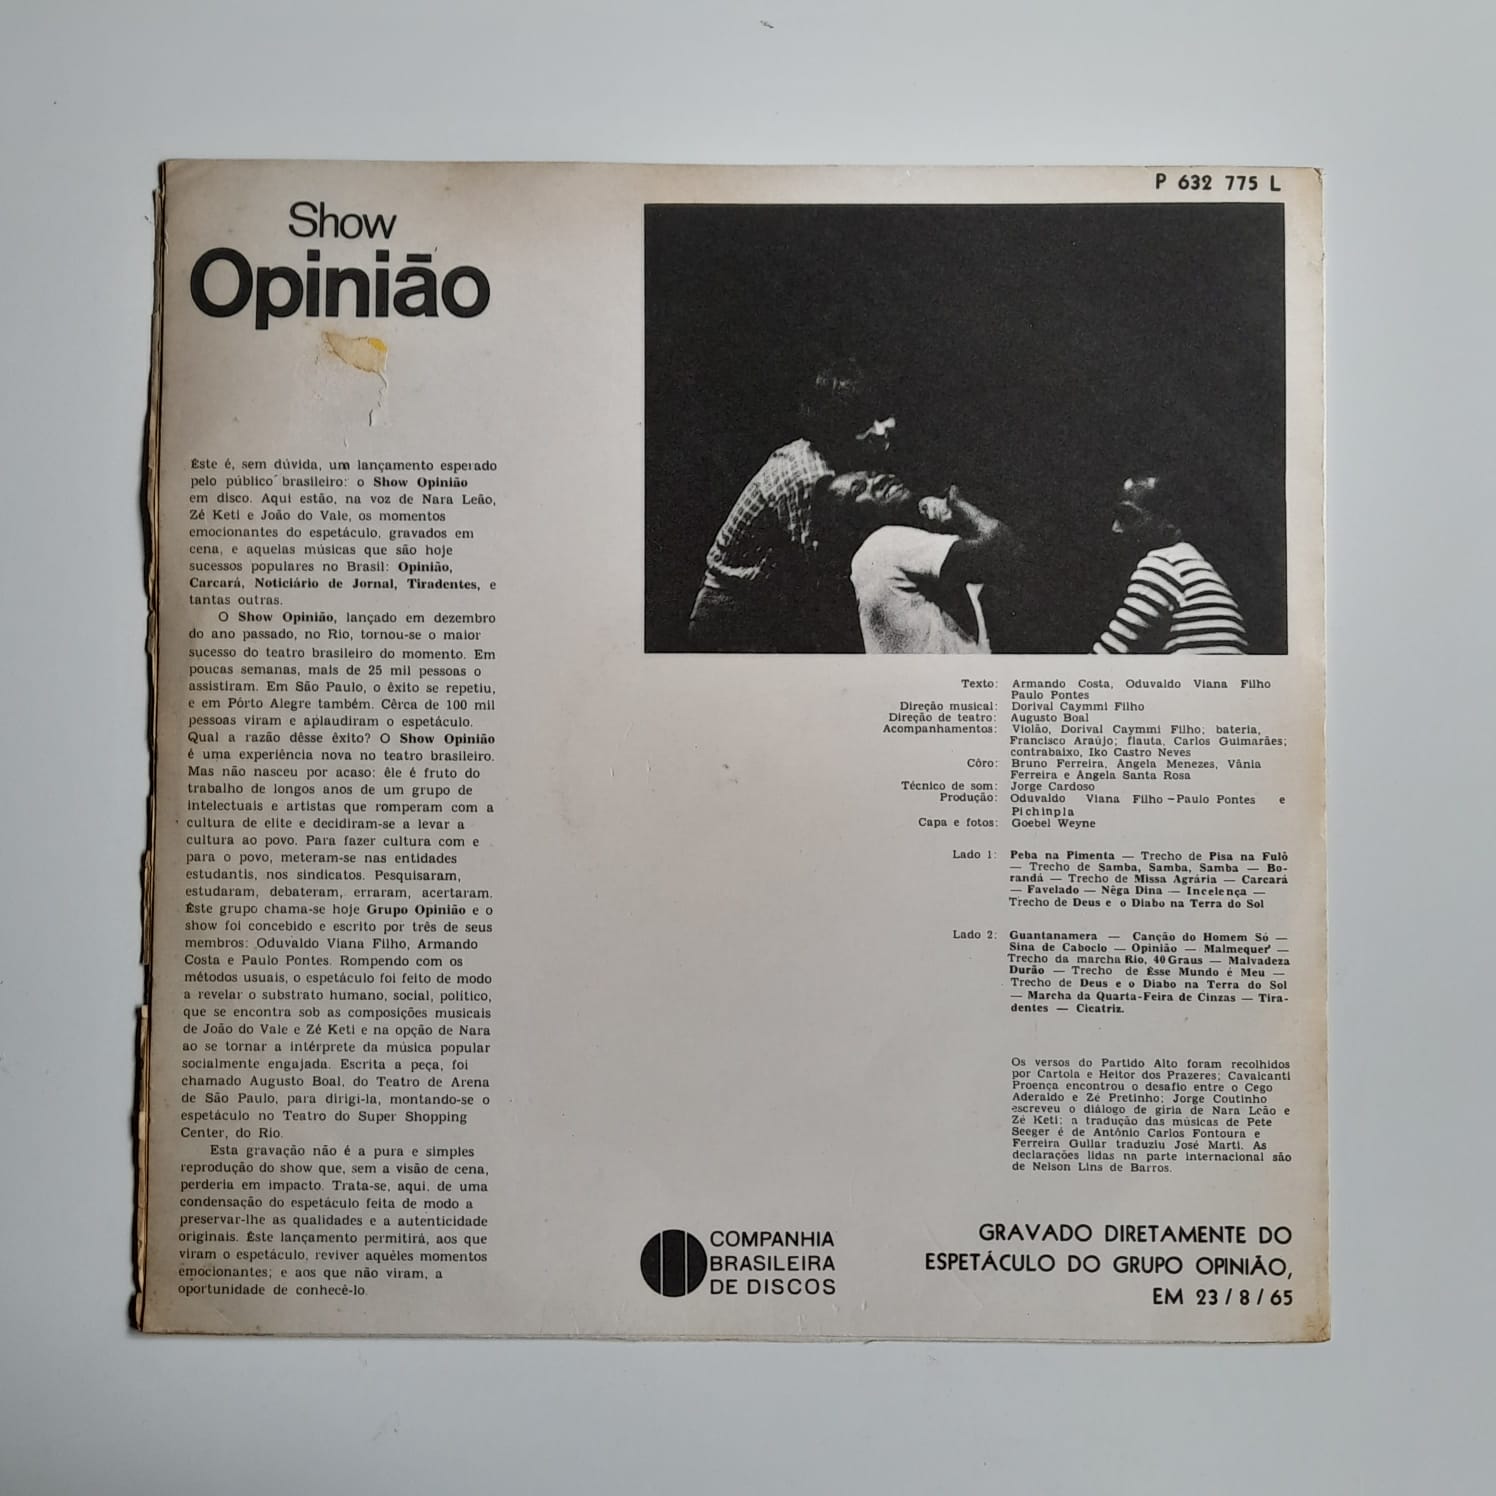 P 632 775 L
Show
Opinião
Êste é, sem dúvida, um lançamento esperado
pelo público brasileiro: o Show Opinião
em disco. Aqui estão, na voz de Nara Leão,
Zé Keti e João do Vale, os momentos
emocionantes do espetáculo, gravados em
cena, e aquelas músicas que são hoje
sucessos populares no Brasil: Opinião,
Carcará, Noticiário de Jornal, Tiradentes, e
tantas outras.
O Show Opinião, lançado em dezembro
do ano passado, no Rio, tornou-se o maior
sucesso do teatro brasileiro do momento. Em
poucas semanas, mais de 25 mil pessoas o
assistiram. Em São Paulo, o êxito se repetiu,
e em Pôrto Alegre também. Cêrca de 100 mil
pessoas viram e aplaudiram o espetáculo.
Qual a razão dêsse êxito? O Show Opinião
é uma experiência nova no teatro brasileiro.
Mas não nasceu por acaso: êle é fruto do
trabalho de longos anos de um grupo de
intelectuais e artistas que romperam com a
cultura de elite e decidiram-se a levar a
cultura ao povo. Para fazer cultura com e
para o povo, meteram-se nas entidades
estudantis, nos sindicatos. Pesquisaram,
estudaram, debateram, erraram, acertaram.
Êste grupo chama-se hoje Grupo Opinião e o
show foi concebido e escrito por três de seus
membros: Oduvaldo Viana Filho, Armando
Costa e Paulo Pontes. Rompendo com os
métodos usuais, o espetáculo foi feito de modo
a revelar o substrato humano, social, político,
que se encontra sob as composições musicais
de João do Vale e Zé Keti e na opção de Nara
ao se tornar a intérprete da música popular
socialmente engajada. Escrita a peça, foi
chamado Augusto Boal, do Teatro de Arena
de São Paulo, para dirigi-la, montando-se o
espetáculo no Teatro do Super Shopping
Center, do Rio.
Esta gravação não é a pura e simples
reprodução do show que, sem a visão de cena,
perderia em impacto. Trata-se, aqui, de uma
condensação do espetáculo feita de modo a
preservar-lhe as qualidades e a autenticidade
originais. Êste lançamento permitirá, aos que
viram o espetáculo, reviver aquêles momentos
emocionantes; e aos que não viram, a
oportunidade de conhecê-lo.
Texto: Armando Costa, Oduvaldo Viana Filho
Paulo Pontes
Direção musical: Dorival Caymmi Filho
Direção de teatro: Augusto Boal
Acompanhamentos: Violão, Dorival Caymmi Filho; bateria,
Francisco Araújo; flauta, Carlos Guimarães;
contrabaixo, Iko Castro Neves
Côro: Bruno Ferreira, Angela Menezes, Vânia
Ferreira e Angela Santa Rosa
Técnico de som: Jorge Cardoso
Produção: Oduvaldo Viana Filho - Paulo Pontes e
Pichinpla
Capa e fotos: Goebel Weyne
Lado 1: Peba na Pimenta — Trecho de Pisa na Fulô
— Trecho de Samba, Samba, Samba — Bo-
randá — Trecho de Missa Agrária — Carcará
— Favelado — Nêga Dina — Incelença —
Trecho de Deus e o Diabo na Terra do Sol
Lado 2: Guantanamera — Canção do Homem Só —
Sina de Caboclo — Opinião — Malmequer —
Trecho da marcha Rio, 40 Graus — Malvadeza
Durão — Trecho de Êsse Mundo é Meu —
Trecho de Deus e o Diabo na Terra do Sol
— Marcha da Quarta-Feira de Cinzas — Tira-
dentes — Cicatriz.
Os versos do Partido Alto foram recolhidos
por Cartola e Heitor dos Prazeres; Cavalcanti
Proença encontrou o desafio entre o Cego
Aderaldo e Zé Pretinho; Jorge Coutinho
escreveu o diálogo de gíria de Nara Leão e
Zé Keti; a tradução das músicas de Pete
Seeger é de Antônio Carlos Fontoura e
Ferreira Gullar traduziu José Martí. As
declarações lidas na parte internacional são
de Nelson Lins de Barros.
COMPANHIA
BRASILEIRA
DE DISCOS
GRAVADO DIRETAMENTE DO
ESPETÁCULO DO GRUPO OPINIÃO,
EM 23 / 8 / 65